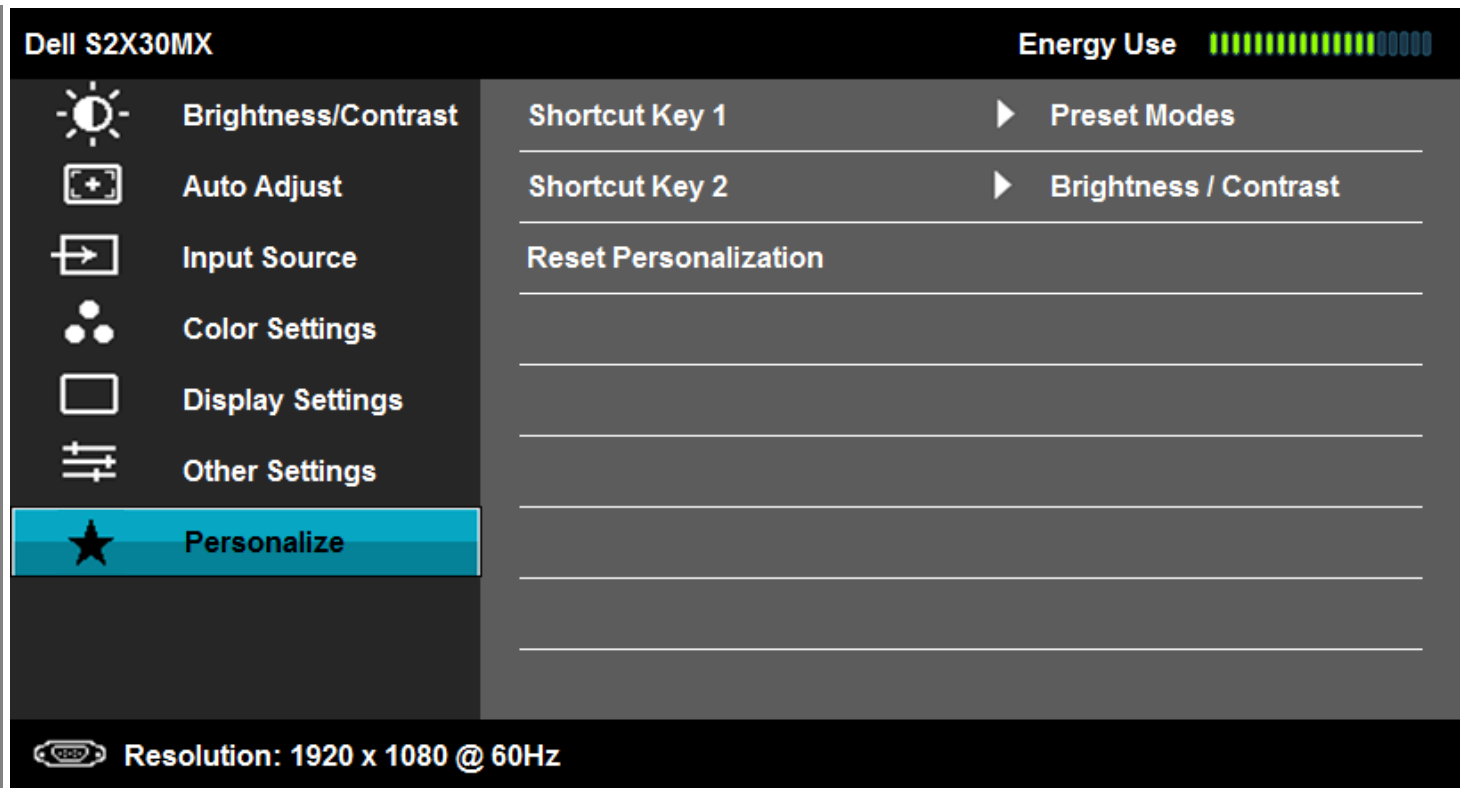 Dell S2X30MX Energy Use
Brightness/Contrast Shortcut Key 1 Preset Modes
Auto Adjust Shortcut Key 2 Brightness / Contrast
Input Source Reset Personalization
Color Settings
Display Settings
Other Settings
Personalize
Resolution: 1920 x 1080 @ 60Hz